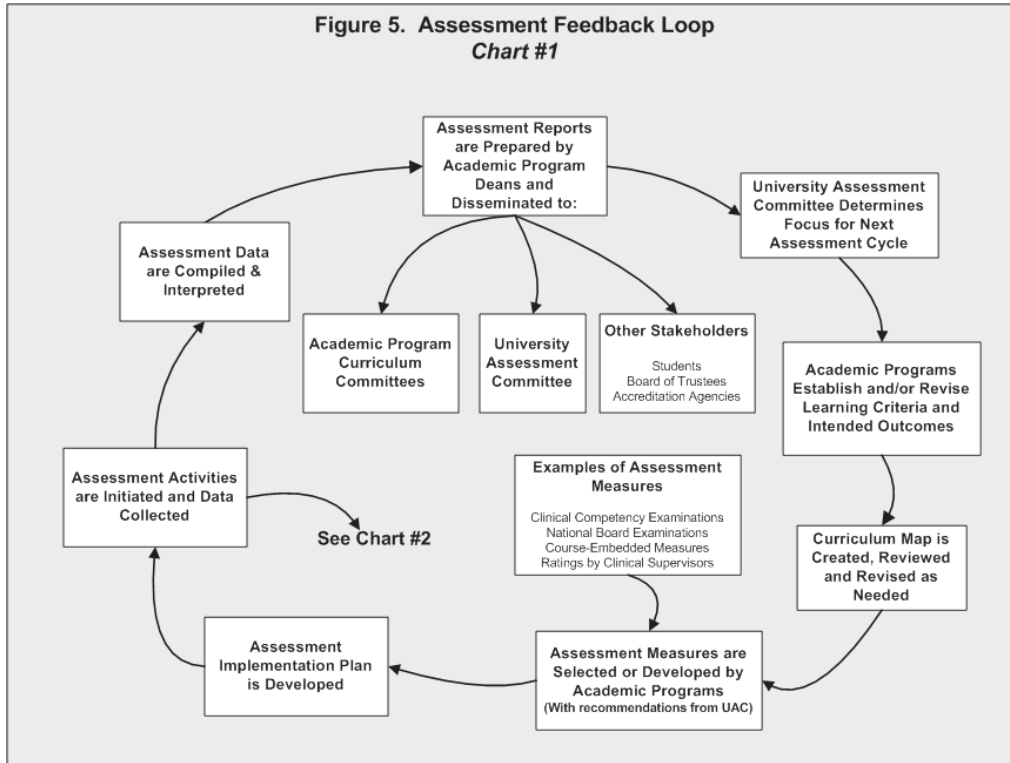 Figure 5.  Assessment Feedback Loop
Chart #1
Assessment Reports
are Prepared by
Academic Program
Deans and
Disseminated to:
University Assessment
Committee Determines
Focus for Next
Assessment Cycle
Assessment Data
are Compiled &
Interpreted
Academic Program
Curriculum
Committees
University
Assessment
Committee
Other Stakeholders
Students
Board of Trustees
Accreditation Agencies
Academic Programs
Establish and/or Revise
Learning Criteria and
Intended Outcomes
Assessment Activities
are Initiated and Data
Collected
See Chart #2
Examples of Assessment
Measures
Clinical Competency Examinations
National Board Examinations
Course-Embedded Measures
Ratings by Clinical Supervisors
Curriculum Map is
Created, Reviewed
and Revised as
Needed
Assessment
Implementation Plan
is Developed
Assessment Measures are
Selected or Developed by
Academic Programs
(With recommendations from UAC)